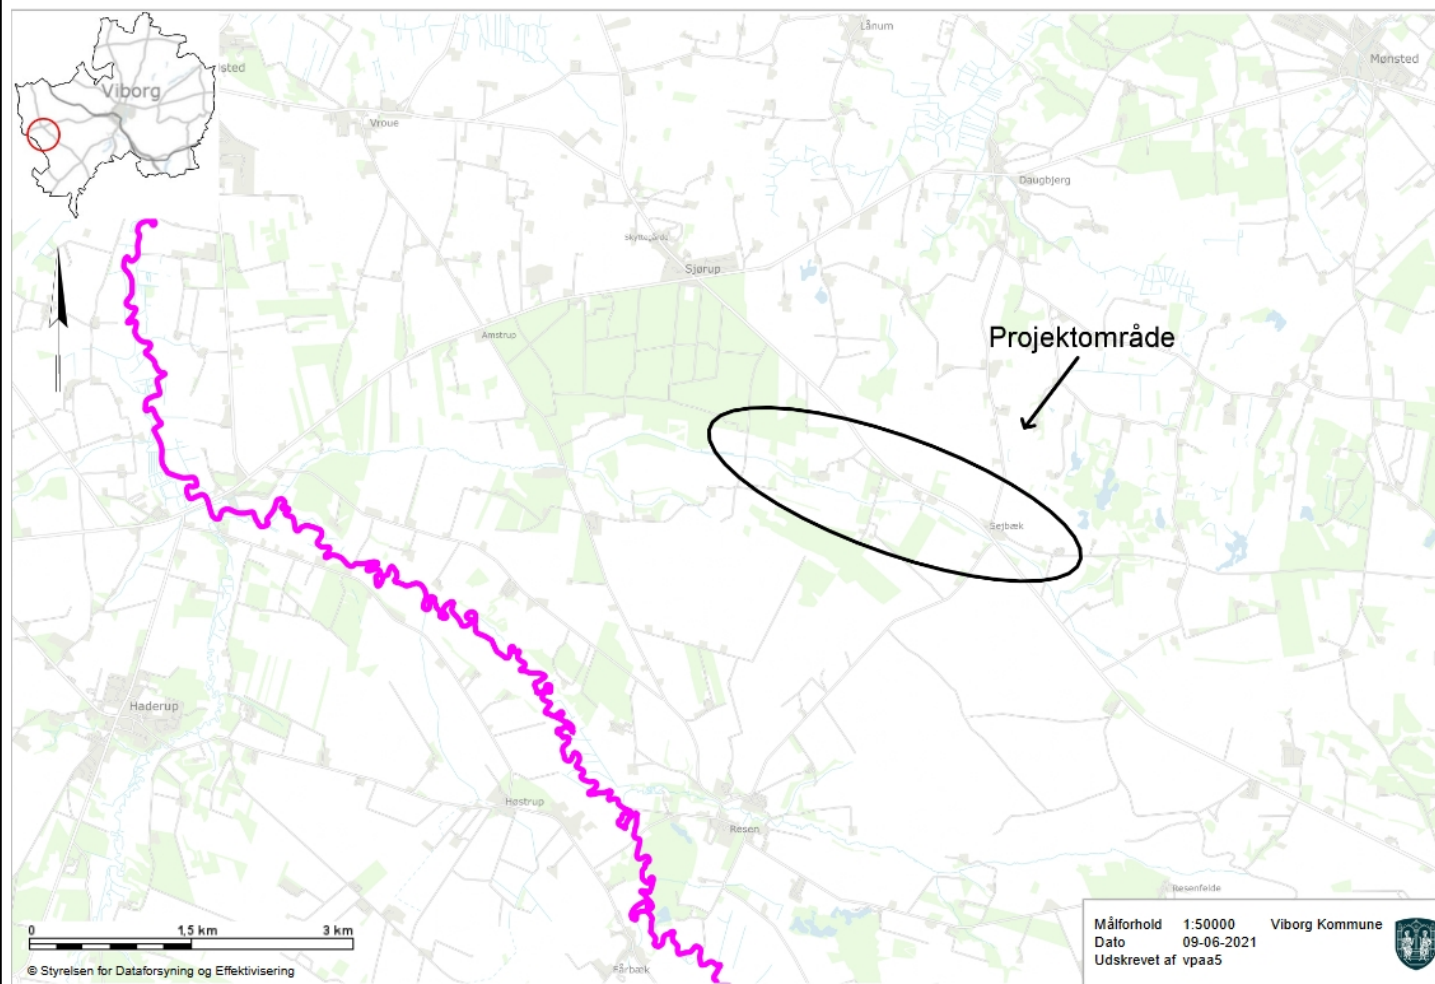 Lånum
Mønsted
sted
Viborg
Vroue
Daugbjerg
Skyttegårde
Sjørup
Projektområde
Amstrup
Sejbæk
Haderup
Høstrup
Resen
Resenfelde
0 1,5 km 3 km
Målforhold 1:50000 Viborg Kommune
Dato 09-06-2021
Udskrevet af vpaa5
Fårbæk
© Styrelsen for Dataforsyning og Effektivisering